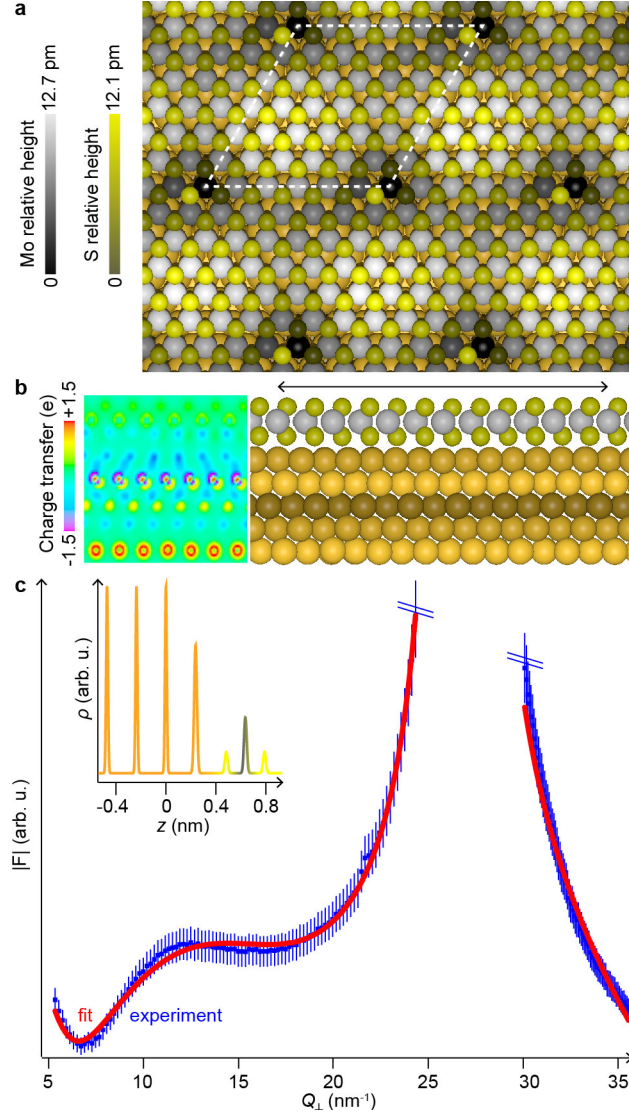 a
Mo relative height
0
12.7 pm
S relative height
0
12.1 pm
b
Charge transfer (e)
-1.5
+1.5
c
|F| (arb. u.)
ρ (arb. u.)
-0.4 0 0.4 0.8
z (nm)
fit experiment
5 10 15 20 25 30 35
Q⊥ (nm⁻¹)